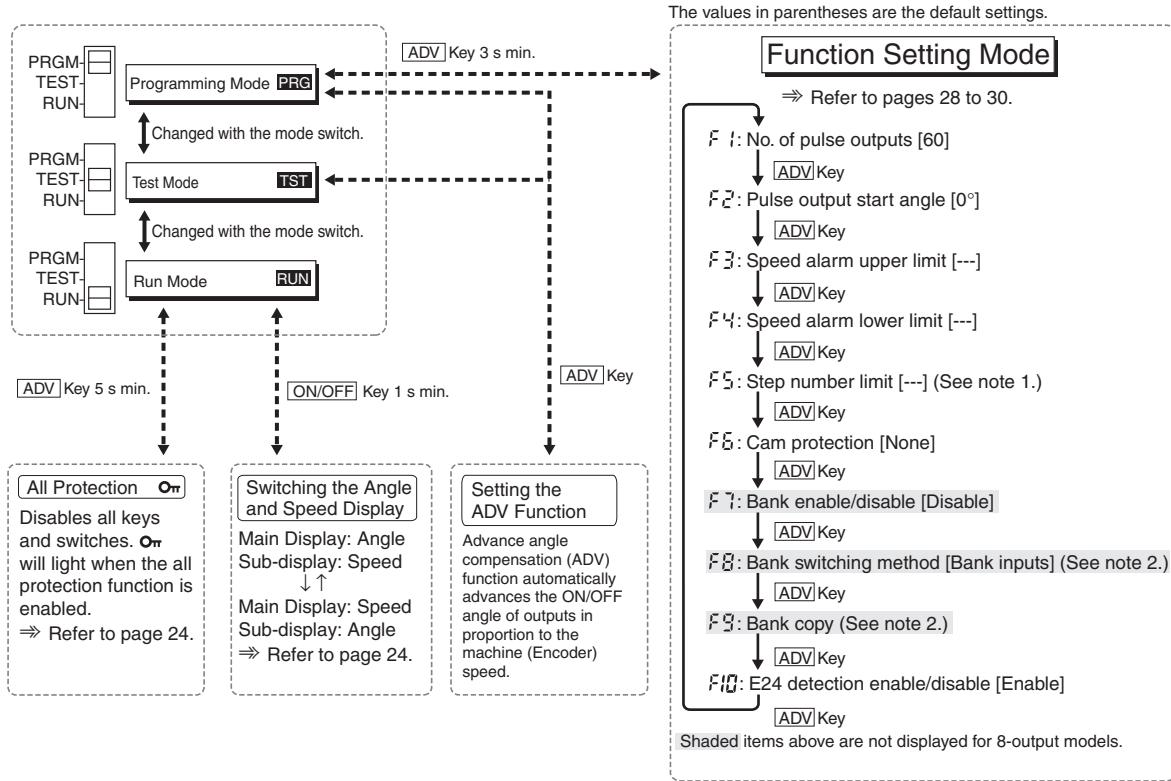 The values in parentheses are the default settings.
PRGM-
TEST-
RUN-
Programming Mode PRG
ADV Key 3 s min.
Changed with the mode switch.
PRGM-
TEST-
RUN-
Test Mode TST
Changed with the mode switch.
PRGM-
TEST-
RUN-
Run Mode RUN
ADV Key 5 s min.
ON/OFF Key 1 s min.
ADV Key
All Protection
Disables all keys
and switches.
will light when the all
protection function is
enabled.
⇒ Refer to page 24.
Switching the Angle
and Speed Display
Main Display: Angle
Sub-display: Speed
↓↑
Main Display: Speed
Sub-display: Angle
⇒ Refer to page 24.
Setting the
ADV Function
Advance angle
compensation (ADV)
function automatically
advances the ON/OFF
angle of outputs in
proportion to the
machine (Encoder)
speed.
Function Setting Mode
⇒ Refer to pages 28 to 30.
F1: No. of pulse outputs [60]
ADV Key
F2: Pulse output start angle [0°]
ADV Key
F3: Speed alarm upper limit [---]
ADV Key
F4: Speed alarm lower limit [---]
ADV Key
F5: Step number limit [---] (See note 1.)
ADV Key
F6: Cam protection [None]
ADV Key
F7: Bank enable/disable [Disable]
ADV Key
F8: Bank switching method [Bank inputs] (See note 2.)
ADV Key
F9: Bank copy (See note 2.)
ADV Key
F10: E24 detection enable/disable [Enable]
ADV Key
Shaded items above are not displayed for 8-output models.